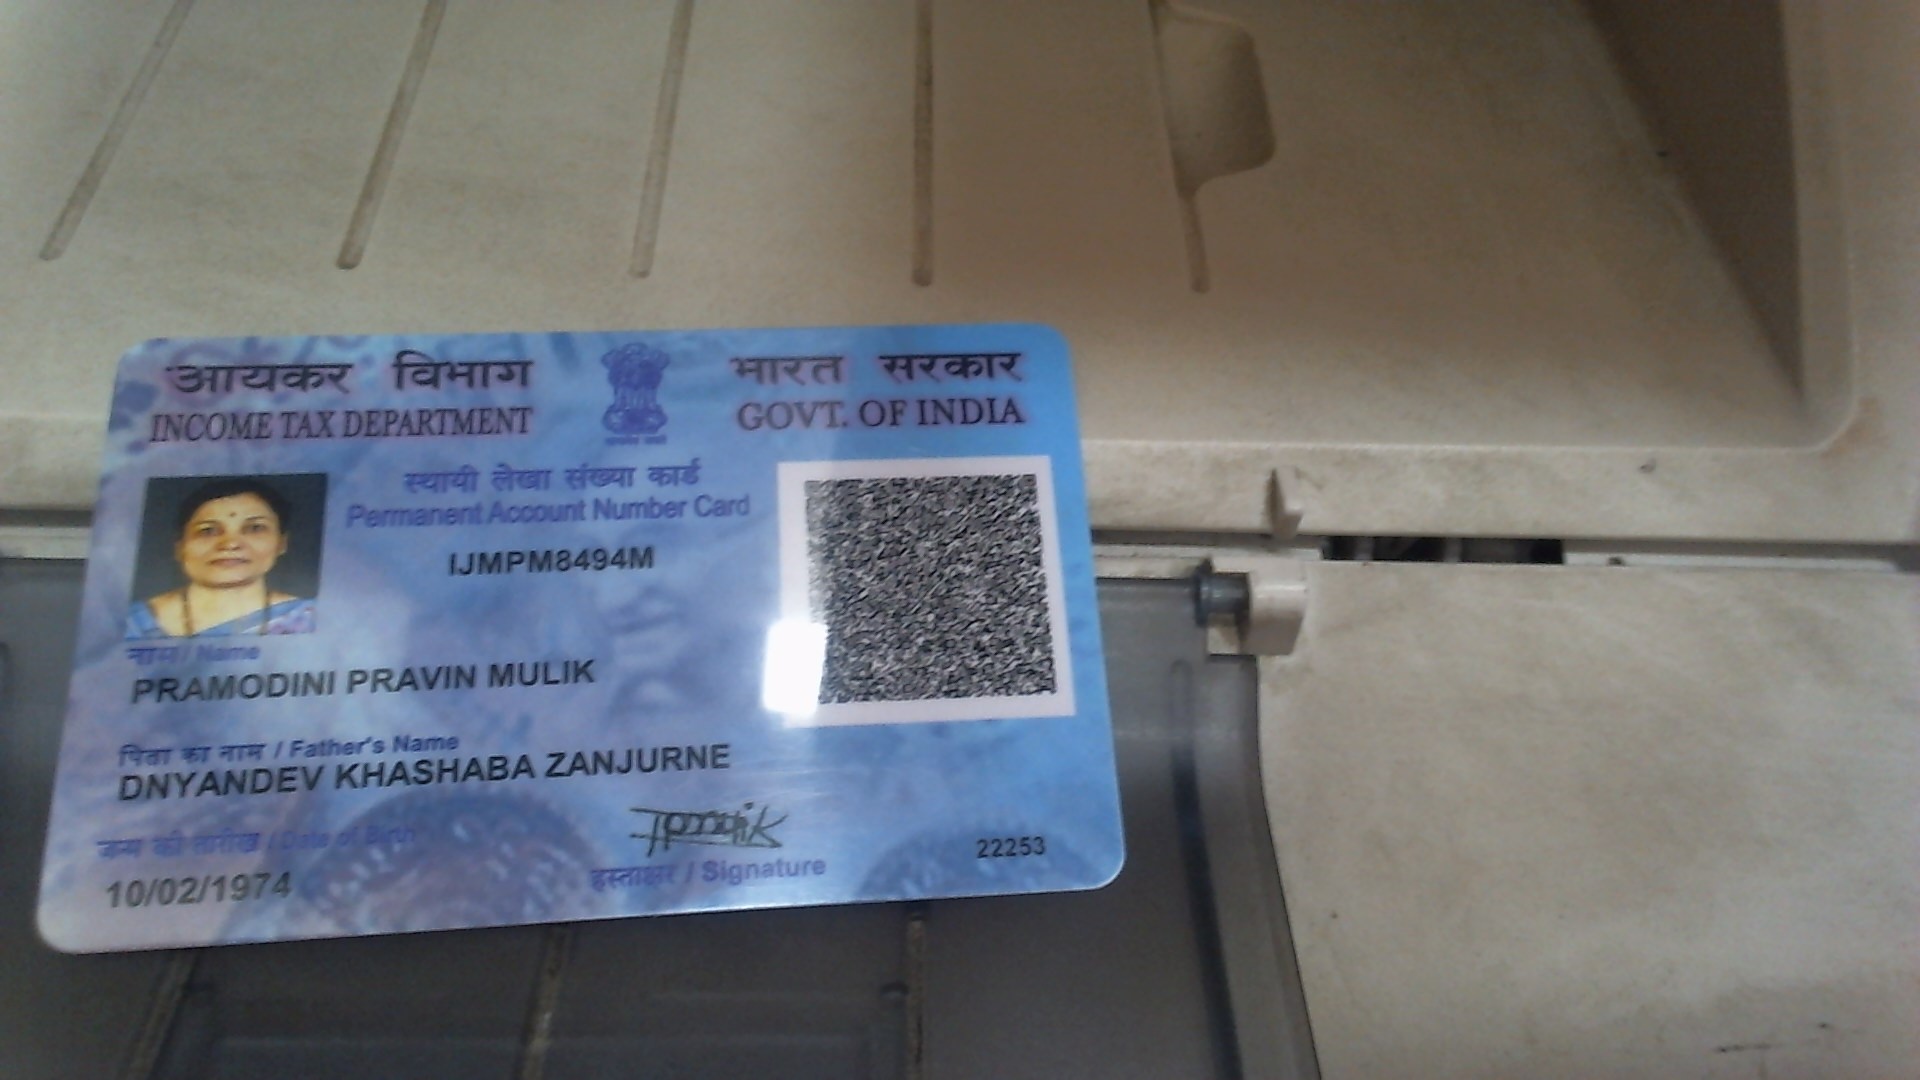 आयकर विभाग
INCOME TAX DEPARTMENT
भारत सरकार
GOVT. OF INDIA
स्थायी लेखा संख्या कार्ड
Permanent Account Number Card
IJMPM8494M
नाम / Name
PRAMODINI PRAVIN MULIK
पिता का नाम / Father's Name
DNYANDEV KHASHABA ZANJURNE
जन्म की तारीख / Date of Birth
10/02/1974
हस्ताक्षर / Signature
22253